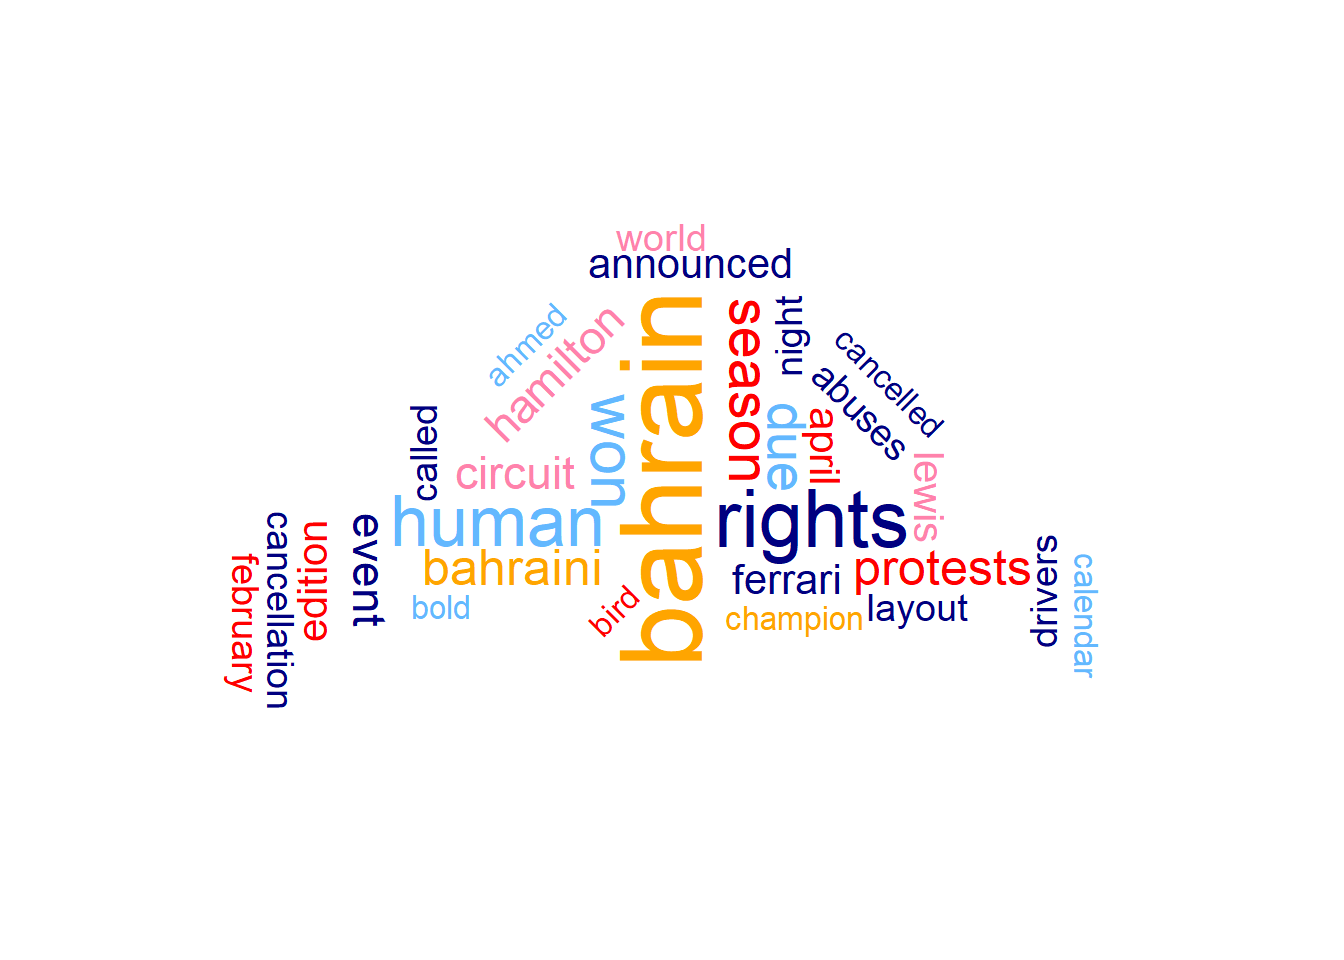 world
announced
ahmed
hamilton
won
bahrain
season
night
cancelled
abuses
due
april
called
circuit
lewis
human
rights
bahraini
ferrari
protests
event
edition
cancellation
february
bold
bird
champion
layout
drivers
calendar